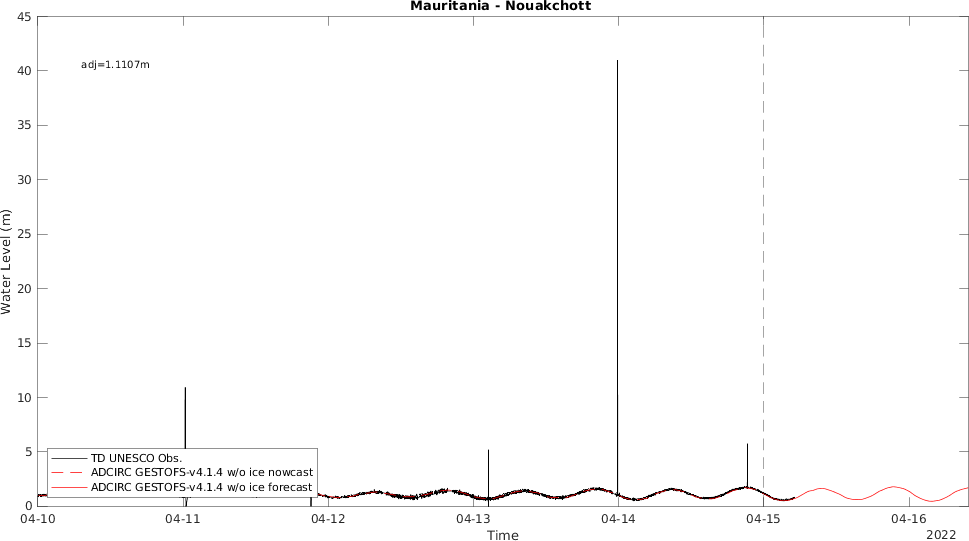 Mauritania - Nouakchott
45
adj=1.1107m
40
35
30
25
20
15
10
5
0
Water Level (m)
TD UNESCO Obs.
ADCIRC GESTOFS-v4.1.4 w/o ice nowcast
ADCIRC GESTOFS-v4.1.4 w/o ice forecast
04-10 04-11 04-12 04-13 04-14 04-15 04-16
Time
2022